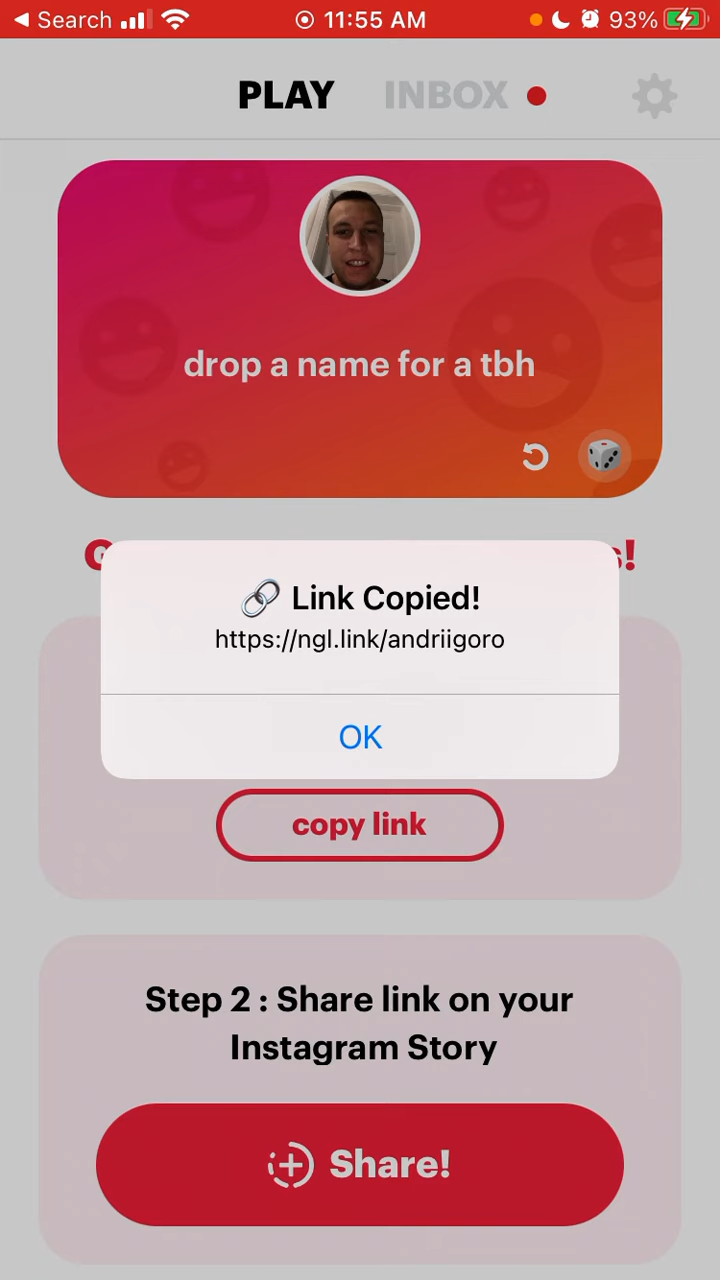 Search 11:55 AM 93%
PLAY INBOX
drop a name for a tbh
🔗 Link Copied!
https://ngl.link/andriigoro
OK
copy link
Step 2 : Share link on your
Instagram Story
Share!